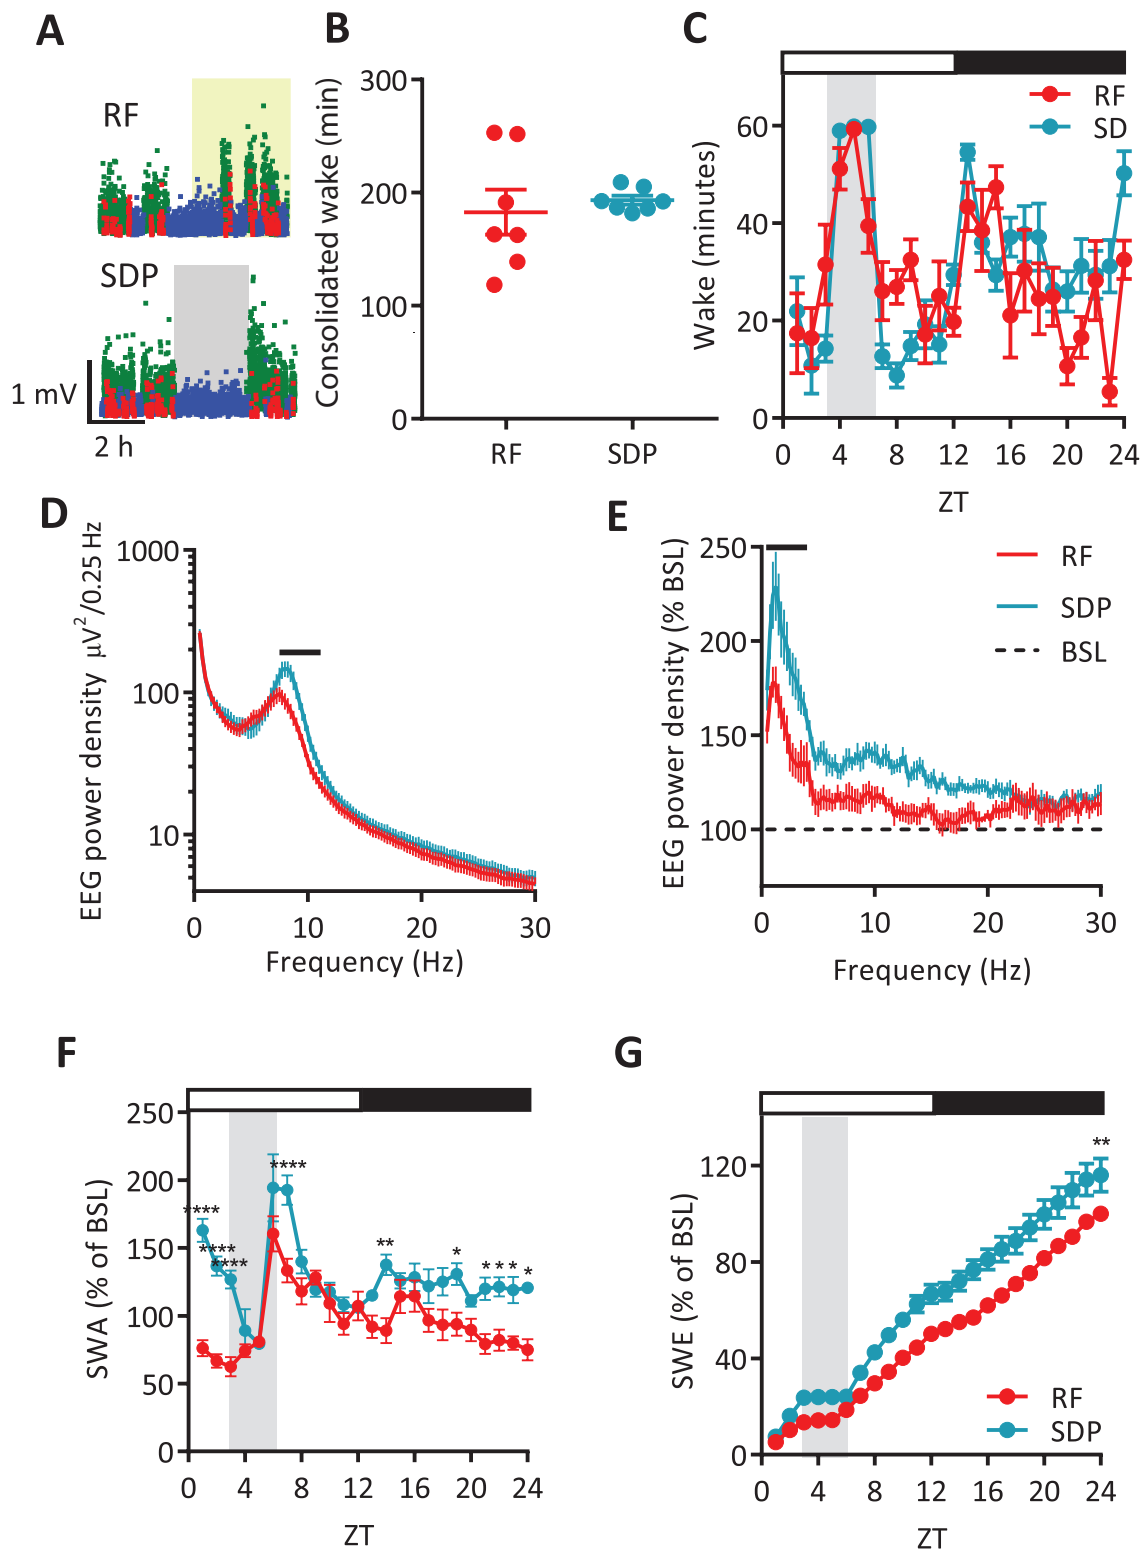 A
RF
SDP
1 mV
2 h
B
Consolidated wake (min)
300
200
100
0
RF
SDP
C
Wake (minutes)
60
40
20
0
RF
SD
0
4
8
12
16
20
24
ZT
D
EEG power density µV²/0.25 Hz
1000
100
10
0
10
20
30
Frequency (Hz)
E
EEG power density (% BSL)
250
200
150
100
RF
SDP
BSL
0
10
20
30
Frequency (Hz)
F
SWA (% of BSL)
250
200
150
100
50
0
****
****
****
****
**
*
* * *
*
0
4
8
12
16
20
24
ZT
G
SWE (% of BSL)
120
80
40
0
**
RF
SDP
0
4
8
12
16
20
24
ZT